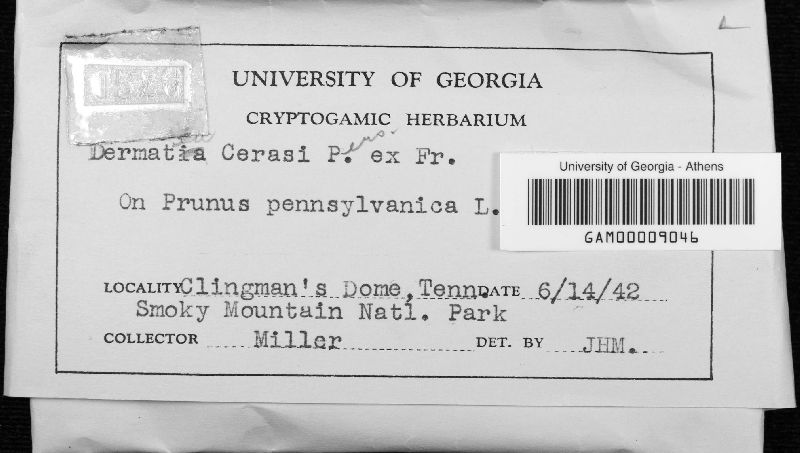 UNIVERSITY OF GEORGIA
CRYPTOGAMIC HERBARIUM
Dermatia Cerasi P. ex Fr.
ers.
On Prunus pennsylvanica L.
University of Georgia - Athens
GAM00009046
LOCALITY Clingman's Dome, Tenn. DATE 6/14/42
Smoky Mountain Natl. Park
COLLECTOR Miller DET. BY JHM.